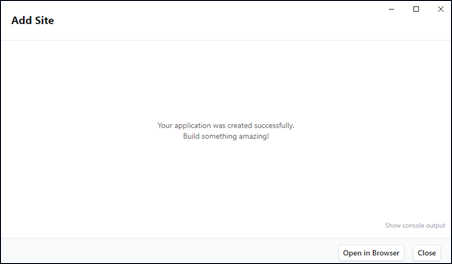 Add Site
Your application was created successfully.
Build something amazing!
Show console output
Open in Browser
Close